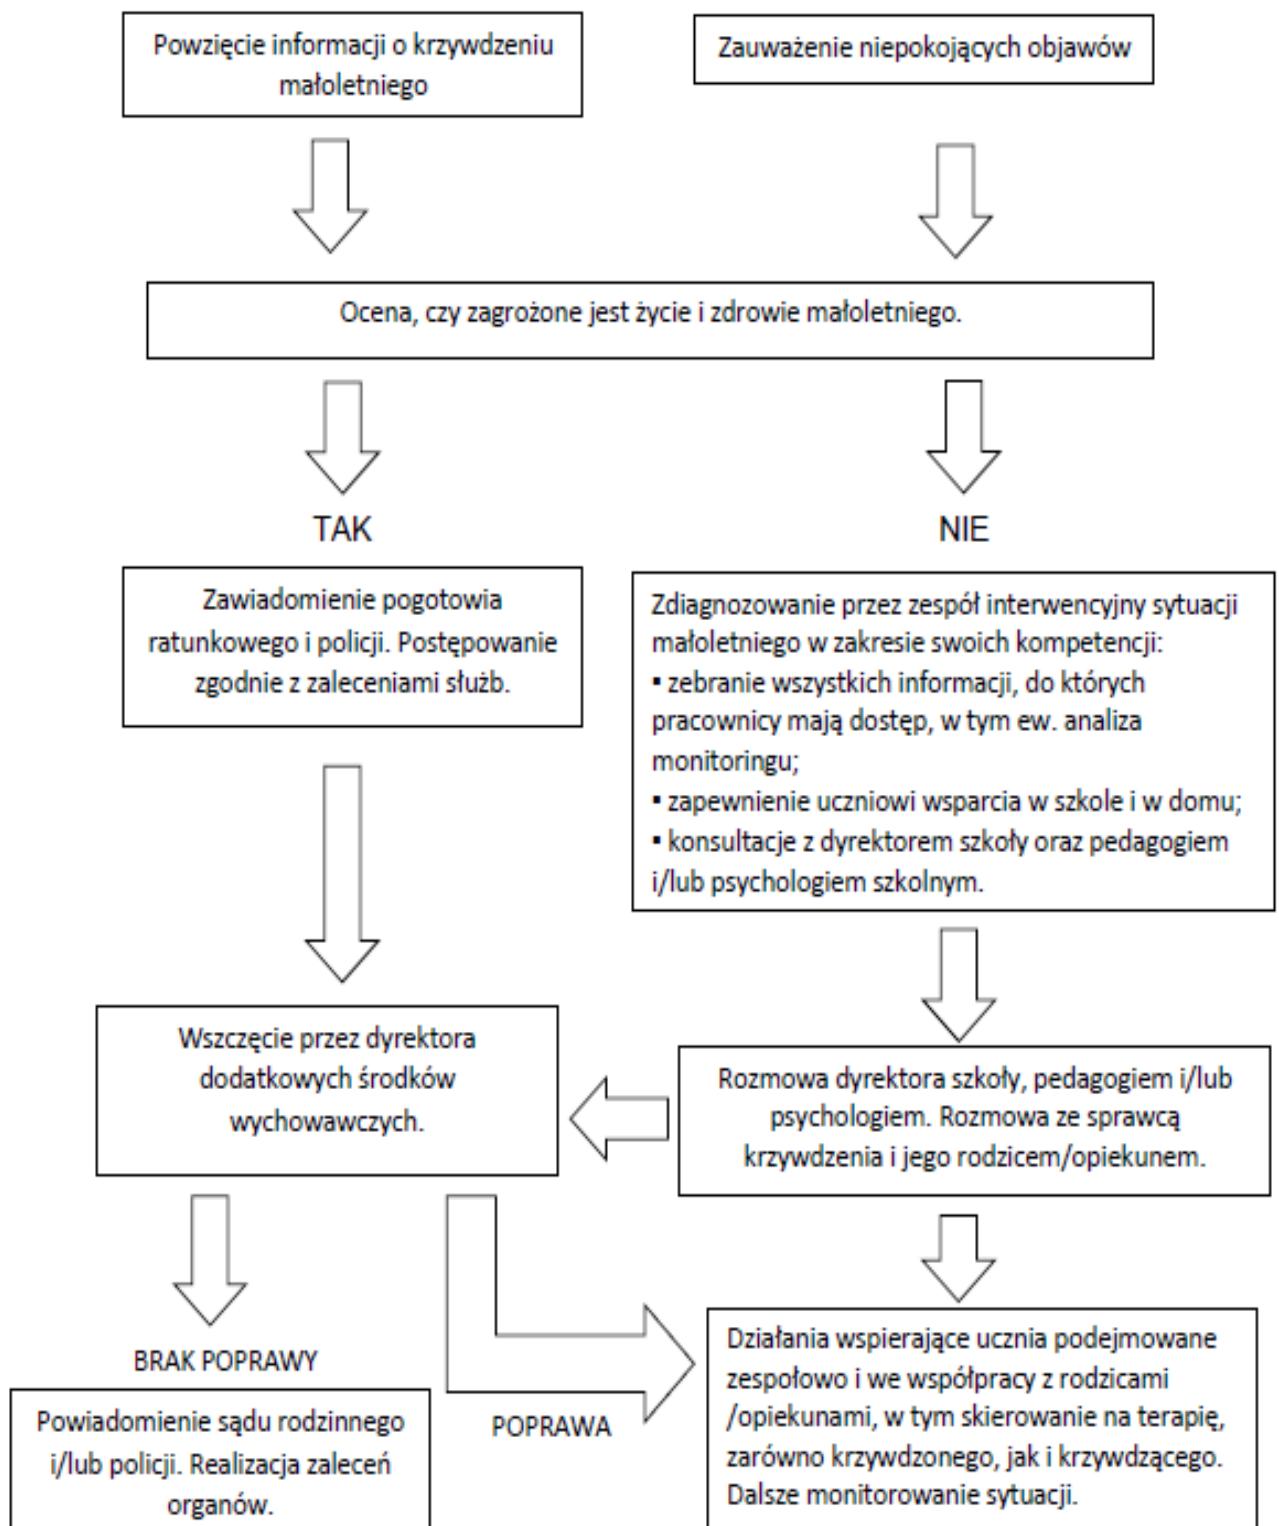 Powzięcie informacji o krzywdzeniu
małoletniego
Zauważenie niepokojących objawów
Ocena, czy zagrożone jest życie i zdrowie małoletniego.
TAK
NIE
Zawiadomienie pogotowia
ratunkowego i policji. Postępowanie
zgodnie z zaleceniami służb.
Zdiagnozowanie przez zespół interwencyjny sytuacji
małoletniego w zakresie swoich kompetencji:
▪ zebranie wszystkich informacji, do których
pracownicy mają dostęp, w tym ew. analiza
monitoringu;
▪ zapewnienie uczniowi wsparcia w szkole i w domu;
▪ konsultacje z dyrektorem szkoły oraz pedagogiem
i/lub psychologiem szkolnym.
Wszczęcie przez dyrektora
dodatkowych środków
wychowawczych.
Rozmowa dyrektora szkoły, pedagogiem i/lub
psychologiem. Rozmowa ze sprawcą
krzywdzenia i jego rodzicem/opiekunem.
BRAK POPRAWY
Powiadomienie sądu rodzinnego
i/lub policji. Realizacja zaleceń
organów.
POPRAWA
Działania wspierające ucznia podejmowane
zespołowo i we współpracy z rodzicami
/opiekunami, w tym skierowanie na terapię,
zarówno krzywdzonego, jak i krzywdzącego.
Dalsze monitorowanie sytuacji.